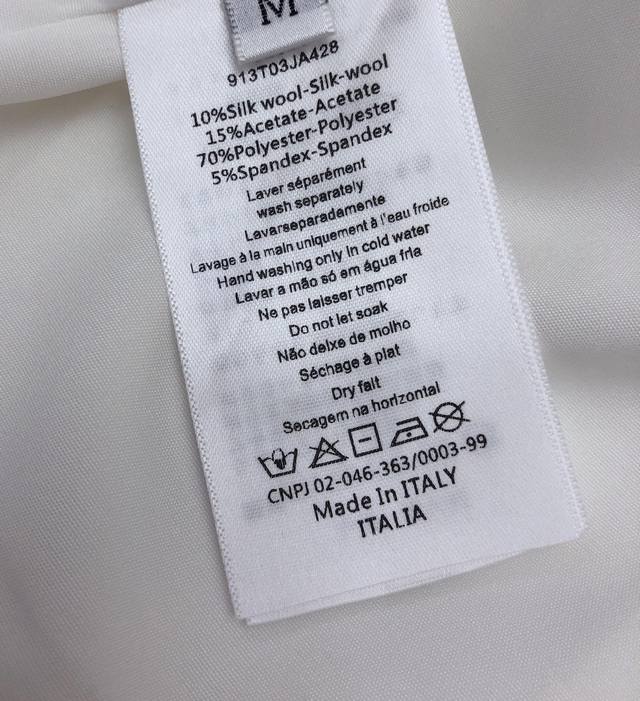 M
913T03JA428
10%Silk wool-Silk-wool
15%Acetate-Acetate
70%Polyester-Polyester
5%Spandex-Spandex
Laver séparément
wash separately
Lavarseparadamente
Lavage à la main uniquement à l'eau froide
Hand washing only in cold water
Lavar a mão só em água fria
Ne pas laisser tremper
Do not let soak
Não deixe de molho
Séchage à plat
Dry falt
Secagem na horizontal
CNPJ 02-046-363/0003-99
Made In ITALY
ITALIA